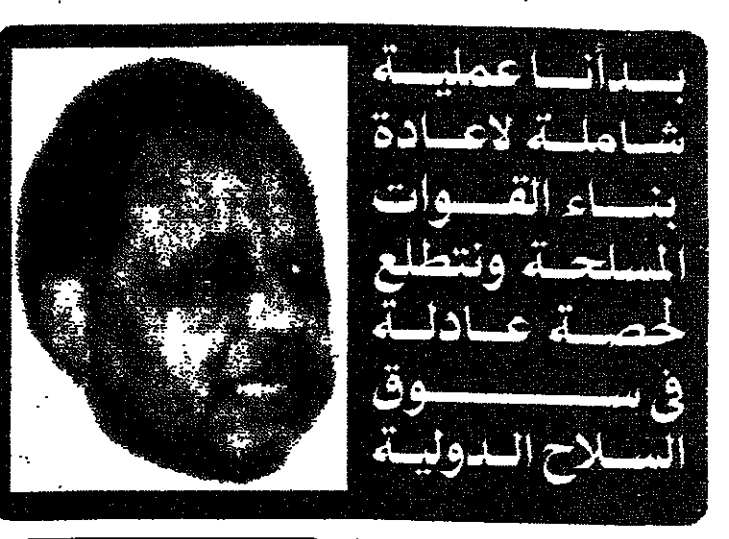 بدأنا عملية
شاملة لاعادة
بناء القوات
المسلحة ونتطلع
لحصة عادلة
فى سوق
السلاح الدولية